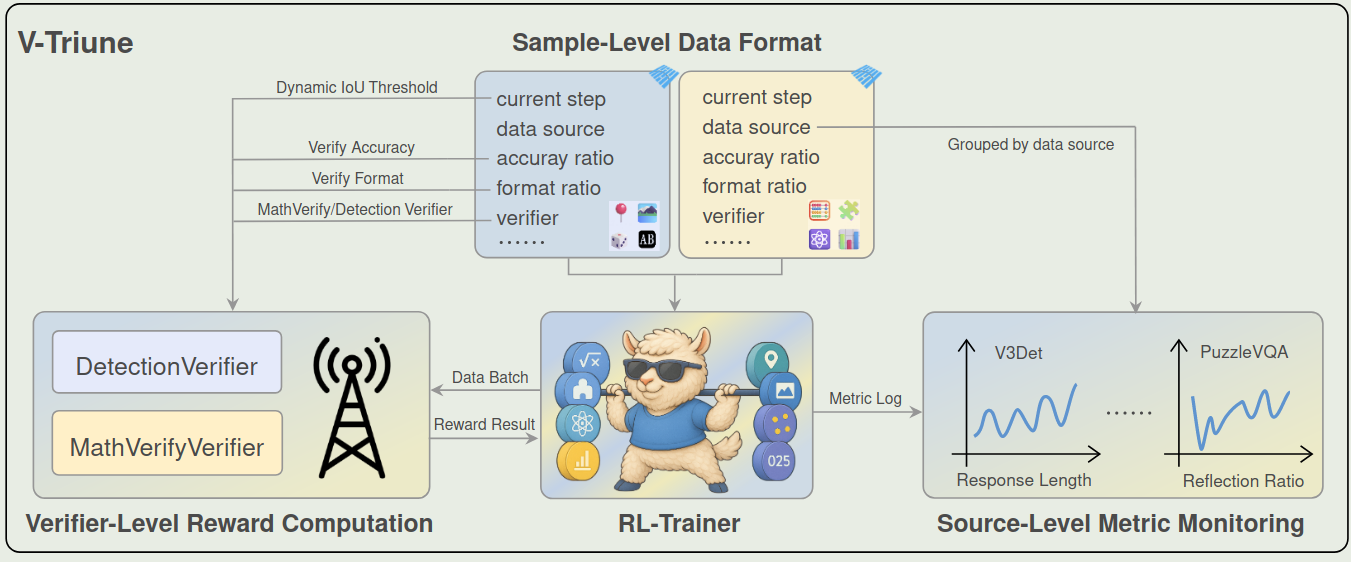 V-Triune
Sample-Level Data Format
Dynamic IoU Threshold
Verify Accuracy
Verify Format
MathVerify/Detection Verifier
current step
data source
accuray ratio
format ratio
verifier
......
AB
current step
data source
accuray ratio
format ratio
verifier
......
Grouped by data source
DetectionVerifier
MathVerifyVerifier
Verifier-Level Reward Computation
Data Batch
Reward Result
√x
025
RL-Trainer
Metric Log
V3Det
Response Length
......
PuzzleVQA
Reflection Ratio
Source-Level Metric Monitoring